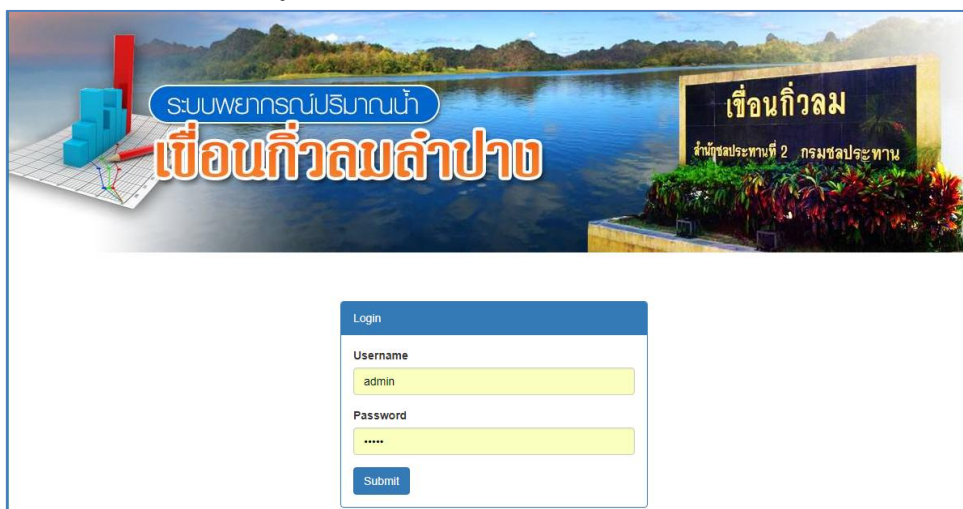 ระบบพยากรณ์ปริมาณน้ำ
เขื่อนกิ่วลมลำปาง
เขื่อนกิ่วลม
สำนักชลประทานที่ 2 กรมชลประทาน
Login
Username
admin
Password
•••••
Submit